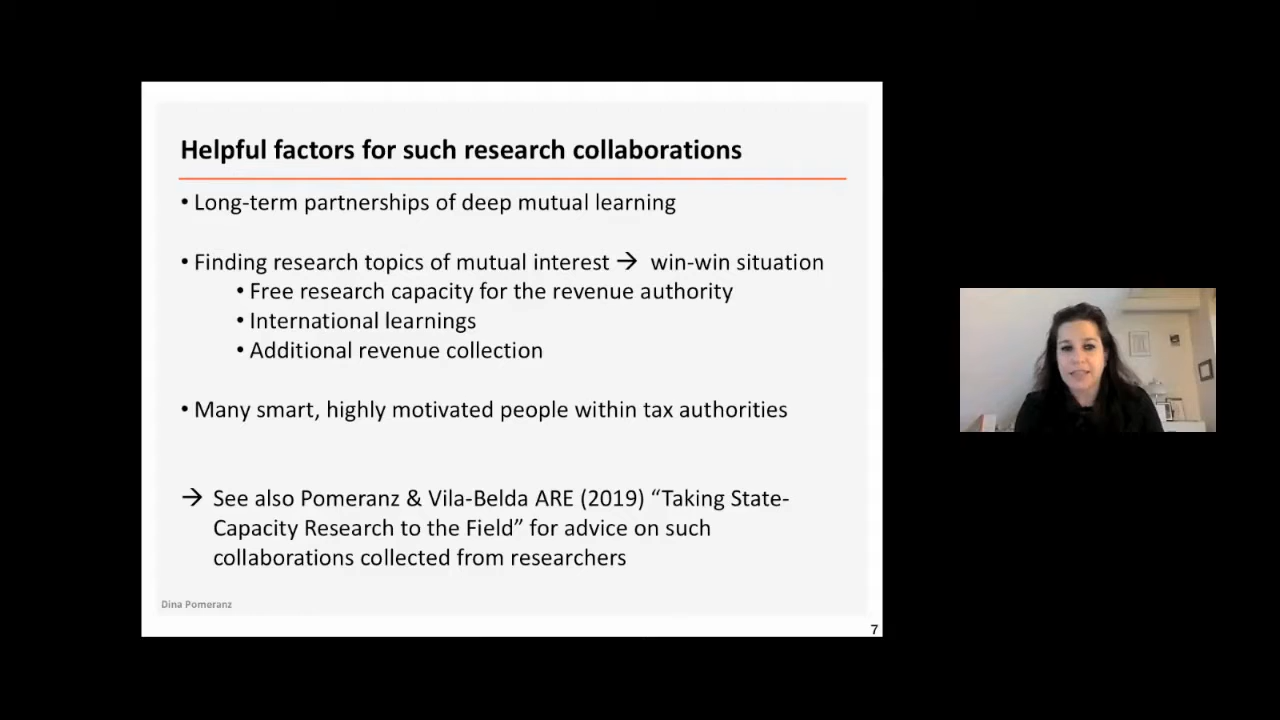 Helpful factors for such research collaborations
• Long-term partnerships of deep mutual learning
• Finding research topics of mutual interest → win-win situation
• Free research capacity for the revenue authority
• International learnings
• Additional revenue collection
• Many smart, highly motivated people within tax authorities
→ See also Pomeranz & Vila-Belda ARE (2019) “Taking State-
Capacity Research to the Field” for advice on such
collaborations collected from researchers
Dina Pomeranz
7